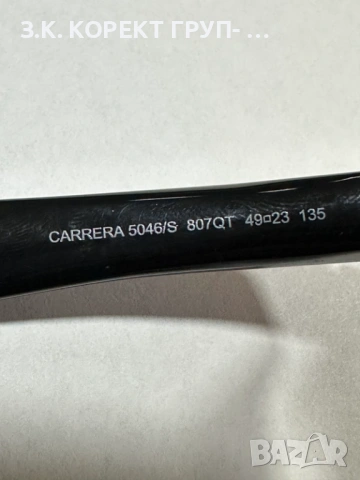 З.К. КОРЕКТ ГРУП- ...
CARRERA 5046/S 807QT 49□23 135
BAZAR